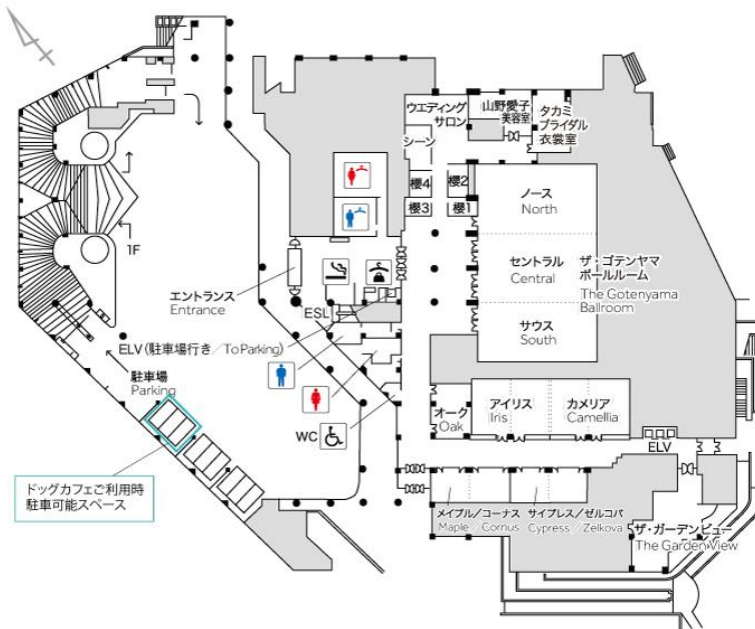 ウエディング
サロン
山野愛子
美容室
タカミ
ブライダル
衣裳室
シーン
櫻4
櫻2
櫻3
櫻1
ノース
North
セントラル
Central
ザ・ゴテンヤマ
ボールルーム
The Gotenyama
Ballroom
サウス
South
1F
エントランス
Entrance
ESL
ELV(駐車場行き/To Parking)
駐車場
Parking
WC
オーク
Oak
アイリス
Iris
カメリア
Camellia
ELV
ドッグカフェご利用時
駐車可能スペース
メイプル/コーナス
Maple/Cornus
サイプレス/ゼルコバ
Cypress/Zelkova
ザ・ガーデンビュー
The Garden View